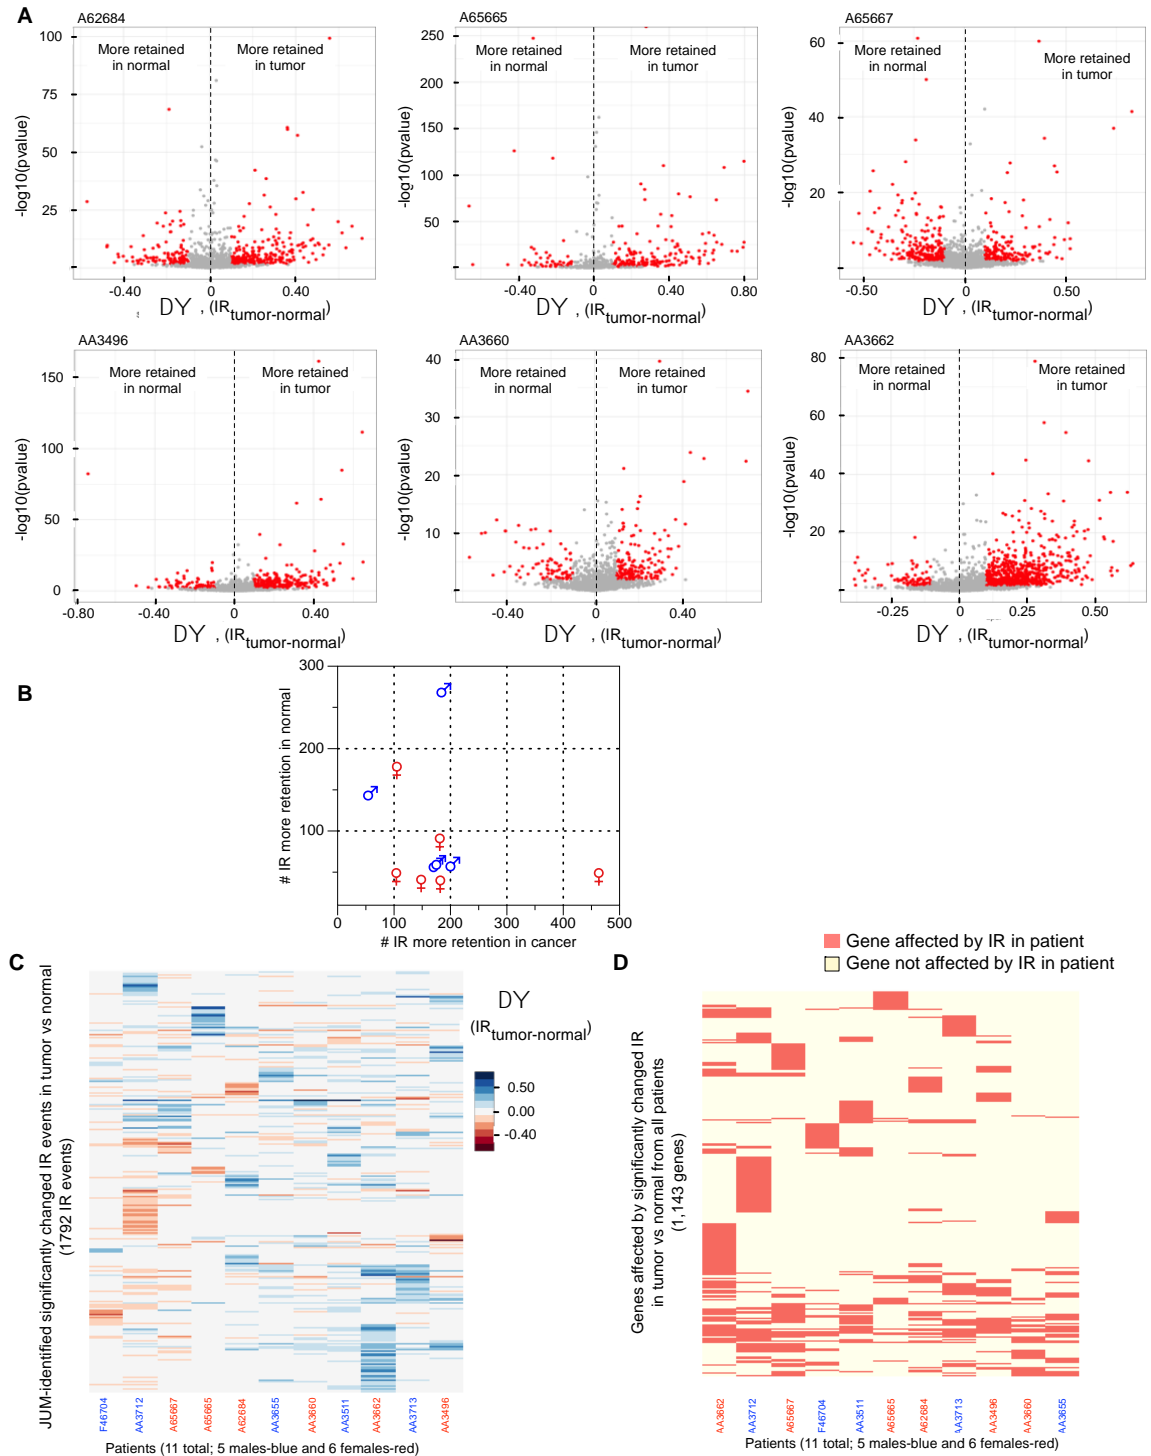 A
A62684
More retained
in normal
More retained
in tumor
100
75
50
25
-log10(pvalue)
-0.40
0
0.40
DY , (IRtumor-normal)
A65665
More retained
in normal
More retained
in tumor
250
200
150
100
50
0
-log10(pvalue)
-0.40
0
0.40
0.80
DY , (IRtumor-normal)
A65667
More retained
in normal
More retained
in tumor
60
40
20
0
-log10(pvalue)
-0.50
0
0.50
DY , (IRtumor-normal)
AA3496
More retained
in normal
More retained
in tumor
150
100
50
0
-log10(pvalue)
-0.80
-0.40
0
0.40
DY , (IRtumor-normal)
AA3660
More retained
in normal
More retained
in tumor
40
30
20
10
0
-log10(pvalue)
-0.40
0
0.40
DY , (IRtumor-normal)
AA3662
More retained
in normal
More retained
in tumor
80
60
40
20
-log10(pvalue)
-0.25
0
0.25
0.50
DY , (IRtumor-normal)
B
300
200
100
# IR more retention in normal
0
100
200
300
400
500
# IR more retention in cancer
C
JUM-identified significantly changed IR events in tumor vs normal
(1792 IR events)
DY
(IRtumor-normal)
0.50
0.00
-0.40
F46704
AA3712
A65667
A65665
A62684
AA3655
AA3660
AA3511
AA3662
AA3713
AA3496
Patients (11 total; 5 males-blue and 6 females-red)
D
Gene affected by IR in patient
Gene not affected by IR in patient
Genes affected by significantly changed IR
in tumor vs normal from all patients
(1,143 genes)
AA3662
AA3712
A65667
F46704
AA3511
A65665
A62684
AA3713
AA3496
AA3660
AA3655
Patients (11 total; 5 males-blue and 6 females-red)